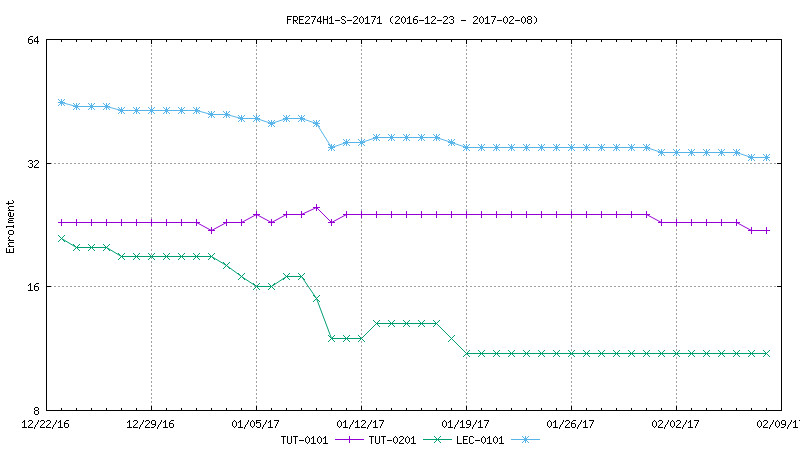 FRE274H1-S-20171 (2016-12-23 - 2017-02-08)
64
32
16
8
Enrolment
12/22/16 12/29/16 01/05/17 01/12/17 01/19/17 01/26/17 02/02/17 02/09/1
TUT-0101 TUT-0201 LEC-0101